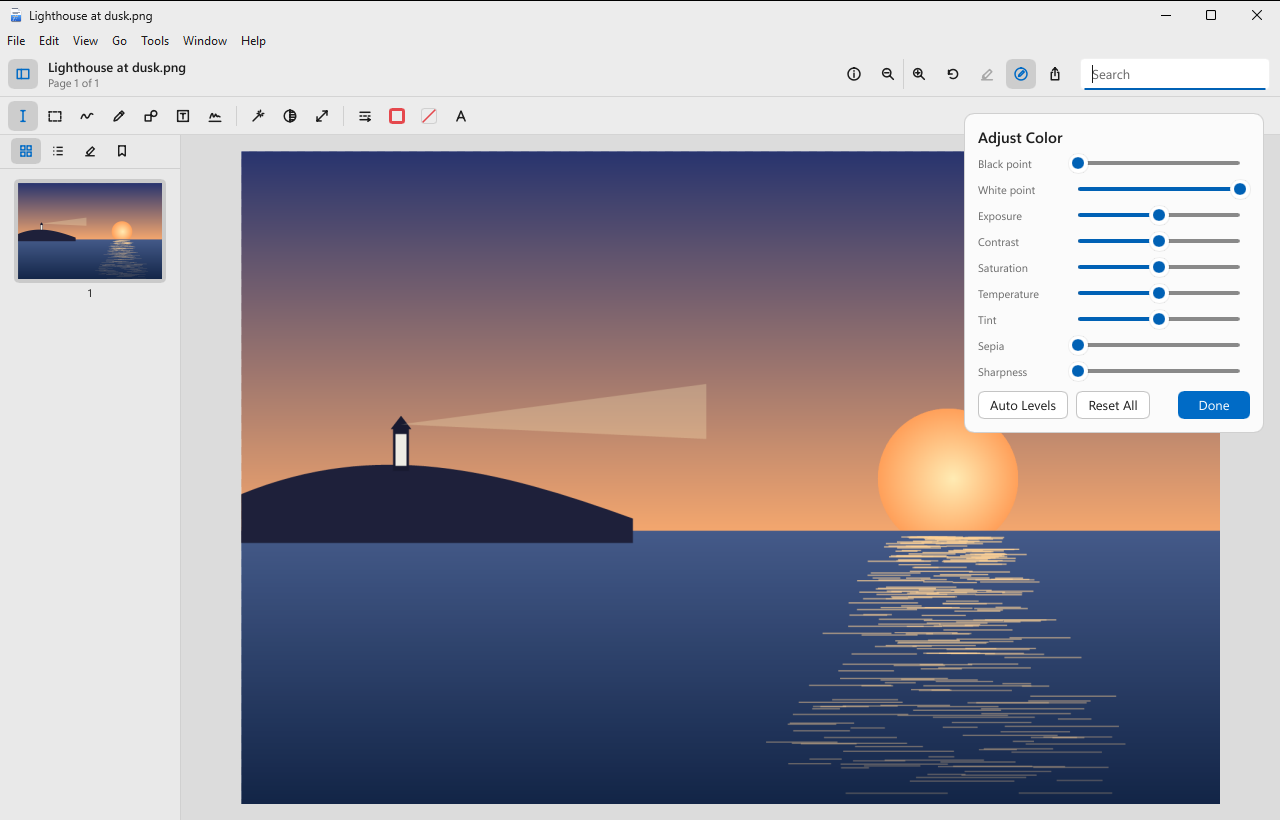 Lighthouse at dusk.png
File Edit View Go Tools Window Help
Lighthouse at dusk.png
Page 1 of 1
Search
T
A
1
Adjust Color
Black point
White point
Exposure
Contrast
Saturation
Temperature
Tint
Sepia
Sharpness
Auto Levels Reset All Done